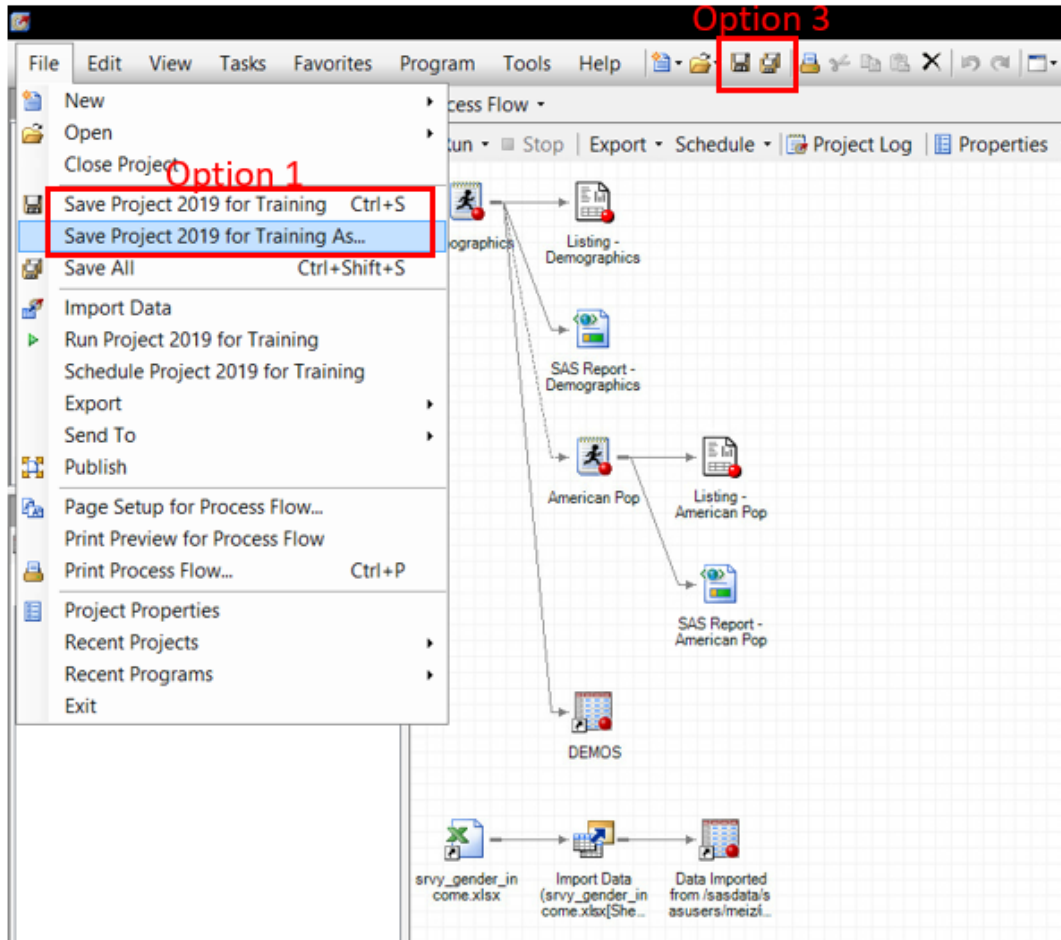 Option 3
File Edit View Tasks Favorites Program Tools Help
New
cess Flow
Open
un Stop Export Schedule Project Log Properties
Close Project
Option 1
Save Project 2019 for Training Ctrl+S
Save Project 2019 for Training As...
Save All Ctrl+Shift+S
Import Data
Run Project 2019 for Training
Schedule Project 2019 for Training
Export
Send To
Publish
Page Setup for Process Flow...
Print Preview for Process Flow
Print Process Flow... Ctrl+P
Project Properties
Recent Projects
Recent Programs
Exit
ographics
Listing -
Demographics
SAS Report -
Demographics
American Pop
Listing -
American Pop
SAS Report -
American Pop
DEMOS
srvy_gender_in
come.xlsx
Import Data
(srvy_gender_in
come.xlsx[She...
Data Imported
from /sasdata/s
asusers/meizl...